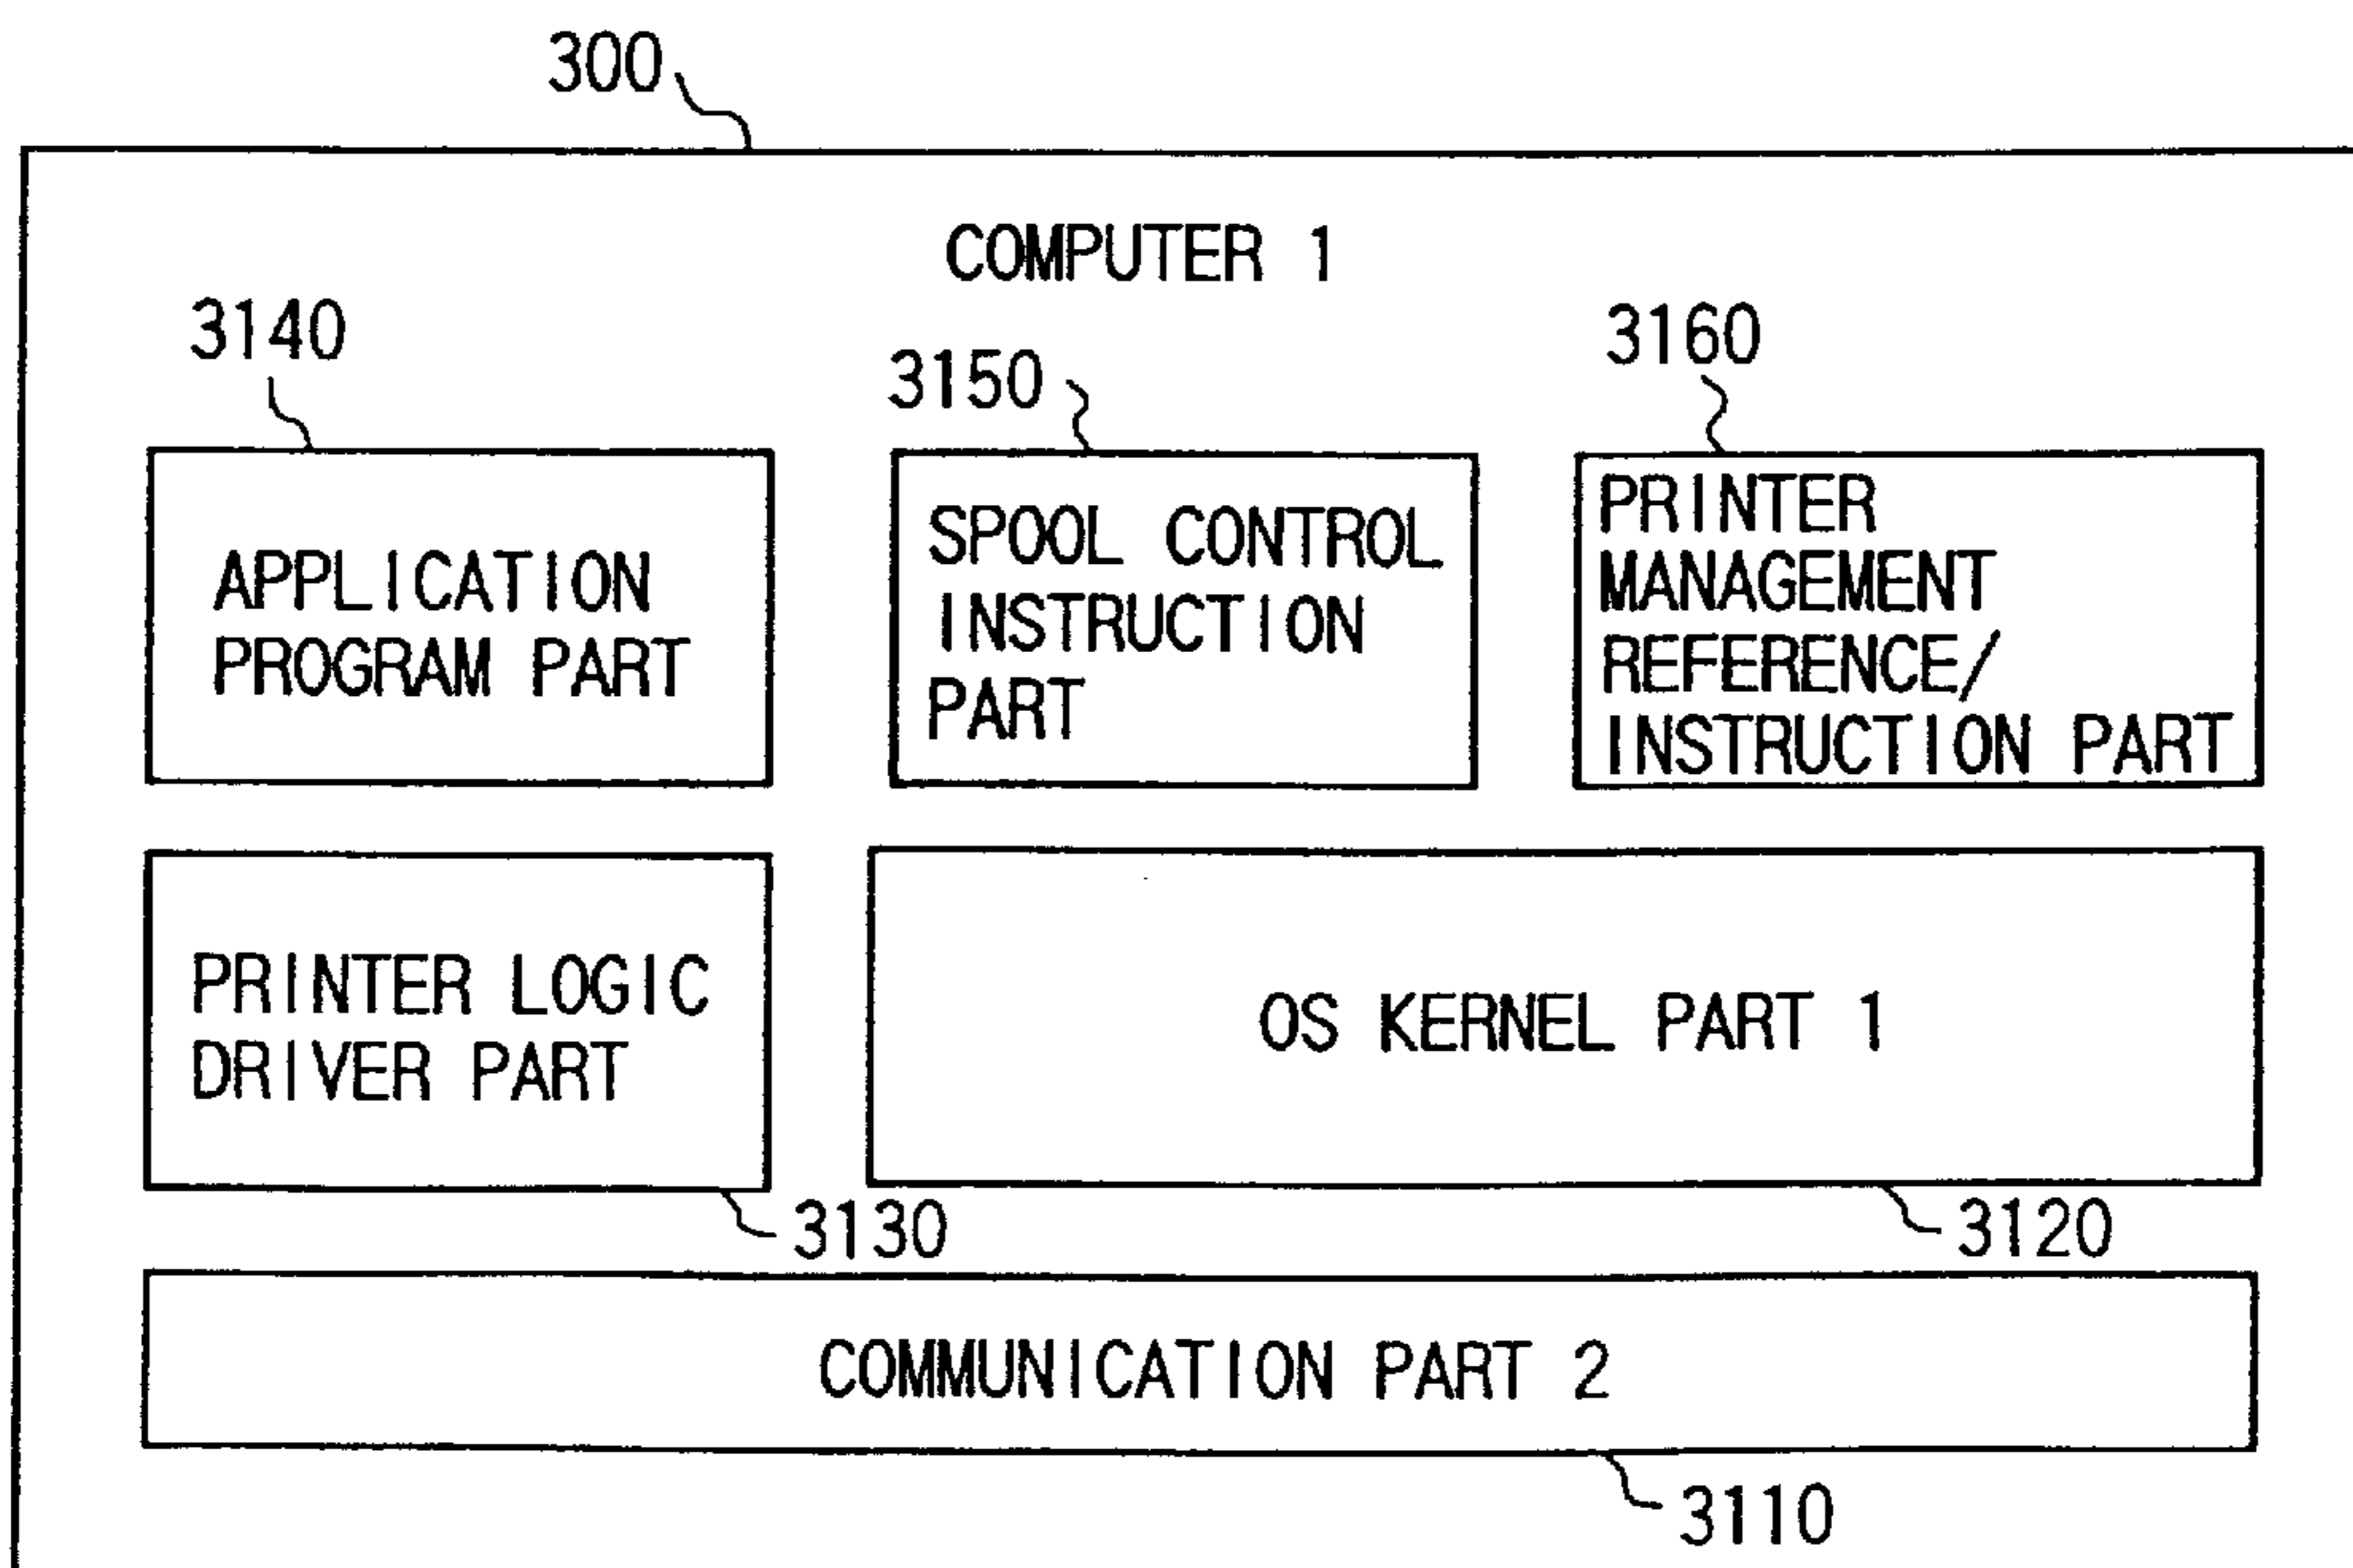 300
COMPUTER 1
3140
3150
3160
APPLICATION
PROGRAM PART
SPOOL CONTROL
INSTRUCTION
PART
PRINTER
MANAGEMENT
REFERENCE/
INSTRUCTION PART
PRINTER LOGIC
DRIVER PART
OS KERNEL PART 1
3130
3120
COMMUNICATION PART 2
3110